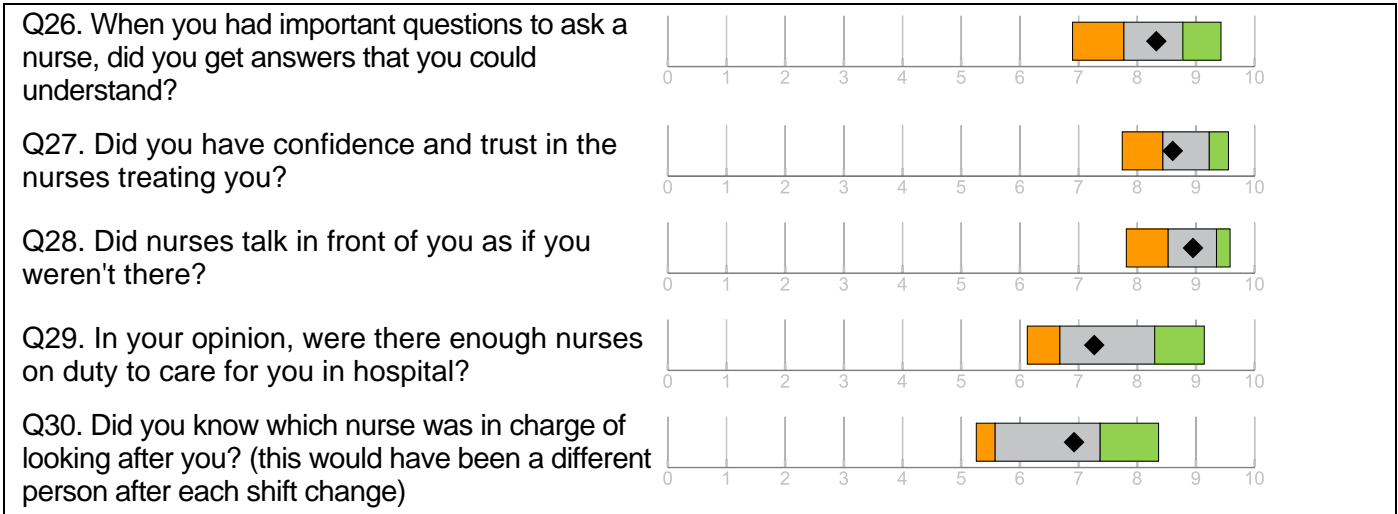 Q26. When you had important questions to ask a
nurse, did you get answers that you could
understand?
0 1 2 3 4 5 6 7 8 9 10
Q27. Did you have confidence and trust in the
nurses treating you?
0 1 2 3 4 5 6 7 8 9 10
Q28. Did nurses talk in front of you as if you
weren't there?
0 1 2 3 4 5 6 7 8 9 10
Q29. In your opinion, were there enough nurses
on duty to care for you in hospital?
0 1 2 3 4 5 6 7 8 9 10
Q30. Did you know which nurse was in charge of
looking after you? (this would have been a different
person after each shift change)
0 1 2 3 4 5 6 7 8 9 10